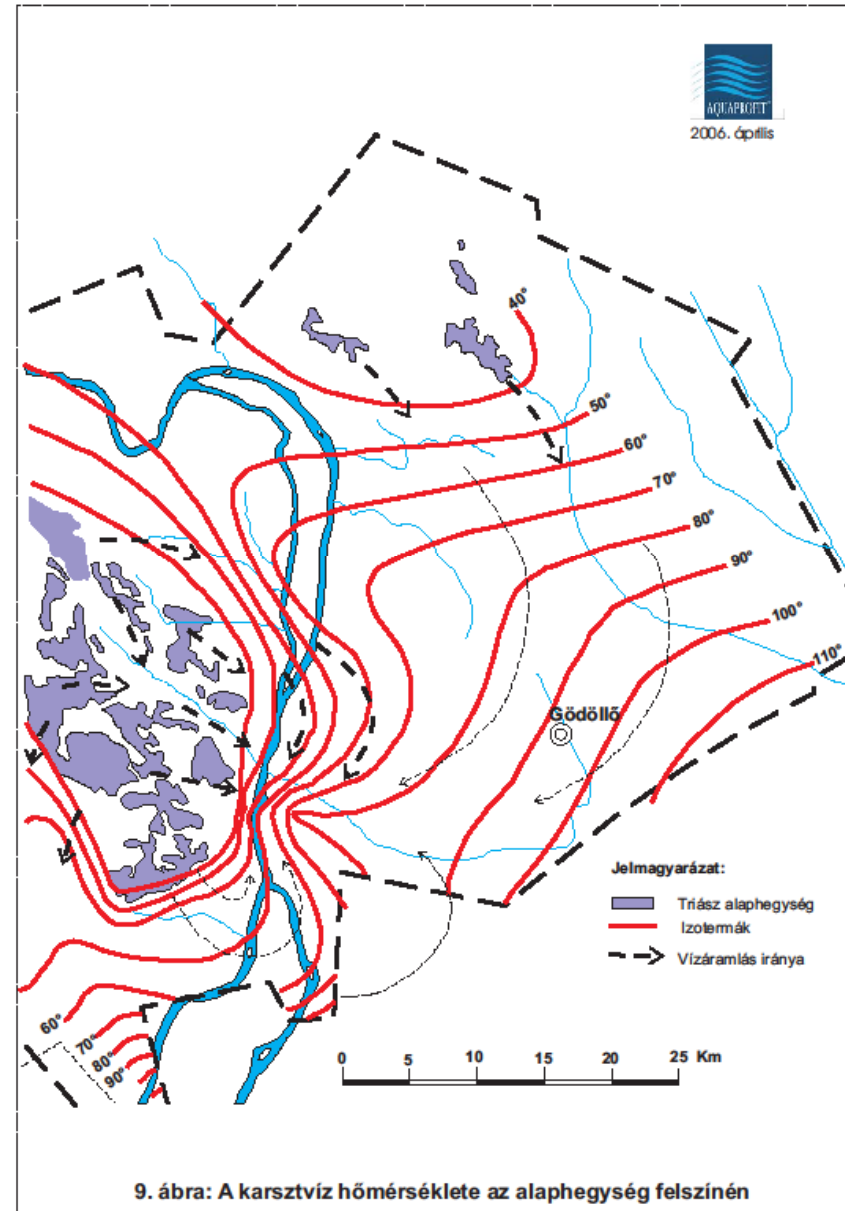 AQUAPROFIT
2006. április
40°
50°
60°
70°
80°
90°
100°
110°
Gödöllő
Jelmagyarázat:
Triász alaphegység
Izotermák
Vízáramlás iránya
60°
70°
80°
90°
0 5 10 15 20 25 Km
9. ábra: A karsztvíz hőmérséklete az alaphegység felszínén